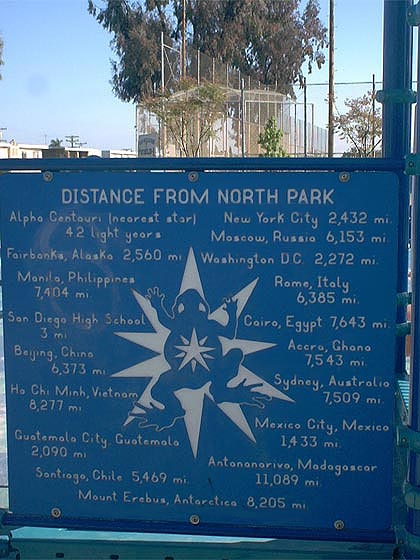 DISTANCE FROM NORTH PARK
Alpha Centauri (nearest star)
4.2 light years
New York City 2,432 mi.
Moscow, Russia 6,153 mi.
Fairbanks, Alaska 2,560 mi.
Washington D.C. 2,272 mi.
Manila, Philippines
7,404 mi.
Rome, Italy
6,385 mi.
San Diego High School
3 mi.
Cairo, Egypt 7,643 mi.
Beijing, China
6,373 mi.
Accra, Ghana
7,543 mi.
Ho Chi Minh, Vietnam
8,277 mi.
Sydney, Australia
7,509 mi.
Guatemala City, Guatemala
2,090 mi.
Mexico City, Mexico
1,433 mi.
Santiago, Chile 5,469 mi.
Antananarivo, Madagascar
11,089 mi.
Mount Erebus, Antarctica 8,205 mi.